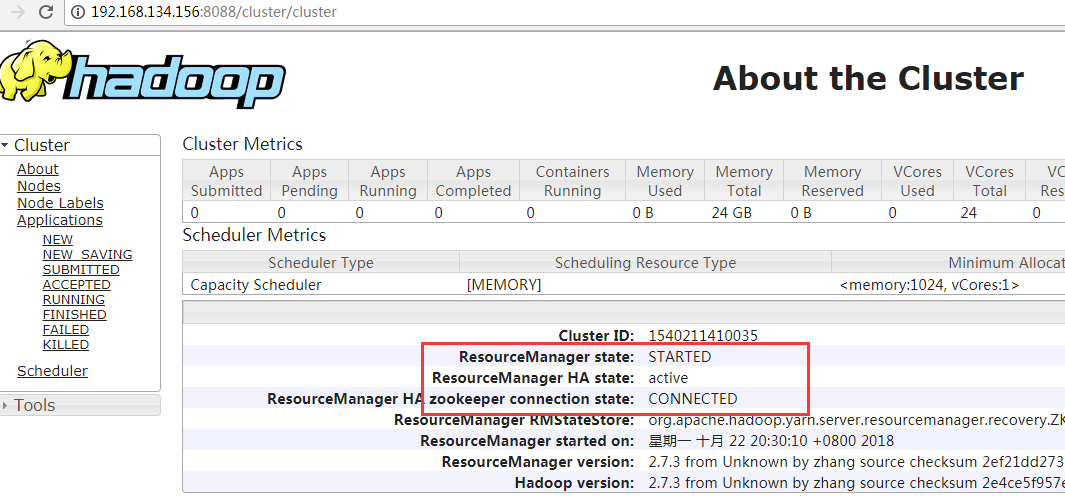 192.168.134.156:8088/cluster/cluster
hadoop
About the Cluster
Cluster
About
Nodes
Node Labels
Applications
NEW
NEW_SAVING
SUBMITTED
ACCEPTED
RUNNING
FINISHED
FAILED
KILLED
Scheduler
Tools
Cluster Metrics
Apps Submitted Apps Pending Apps Running Apps Completed Containers Running Memory Used Memory Total Memory Reserved VCores Used VCores Total VCores Res
0 0 0 0 0 0 B 24 GB 0 B 0 24 0
Scheduler Metrics
Scheduler Type Scheduling Resource Type Minimum Allocat
Capacity Scheduler [MEMORY] <memory:1024, vCores:1>
Cluster ID: 1540211410035
ResourceManager state: STARTED
ResourceManager HA state: active
ResourceManager HA zookeeper connection state: CONNECTED
ResourceManager RMStateStore: org.apache.hadoop.yarn.server.resourcemanager.recovery.ZK
ResourceManager started on: 星期一 十月 22 20:30:10 +0800 2018
ResourceManager version: 2.7.3 from Unknown by zhang source checksum 2ef21dd273
Hadoop version: 2.7.3 from Unknown by zhang source checksum 2e4ce5f957e